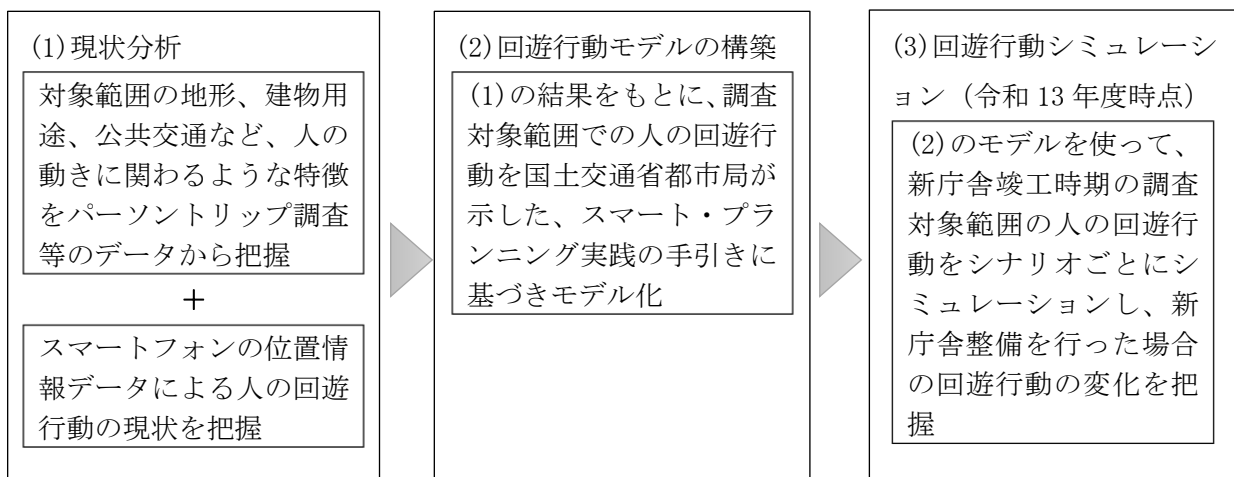 (1)現状分析
対象範囲の地形、建物用
途、公共交通など、人の
動きに関わるような特徴
をパーソントリップ調査
等のデータから把握
+
スマートフォンの位置情
報データによる人の回遊
行動の現状を把握
(2)回遊行動モデルの構築
(1)の結果をもとに、調査
対象範囲での人の回遊行
動を国土交通省都市局が
示した、スマート・プラ
ンニング実践の手引きに
基づきモデル化
(3)回遊行動シミュレーシ
ョン（令和 13 年度時点）
(2)のモデルを使って、
新庁舎竣工時期の調査
対象範囲の人の回遊行
動をシナリオごとにシ
ミュレーションし、新
庁舎整備を行った場合
の回遊行動の変化を把
握